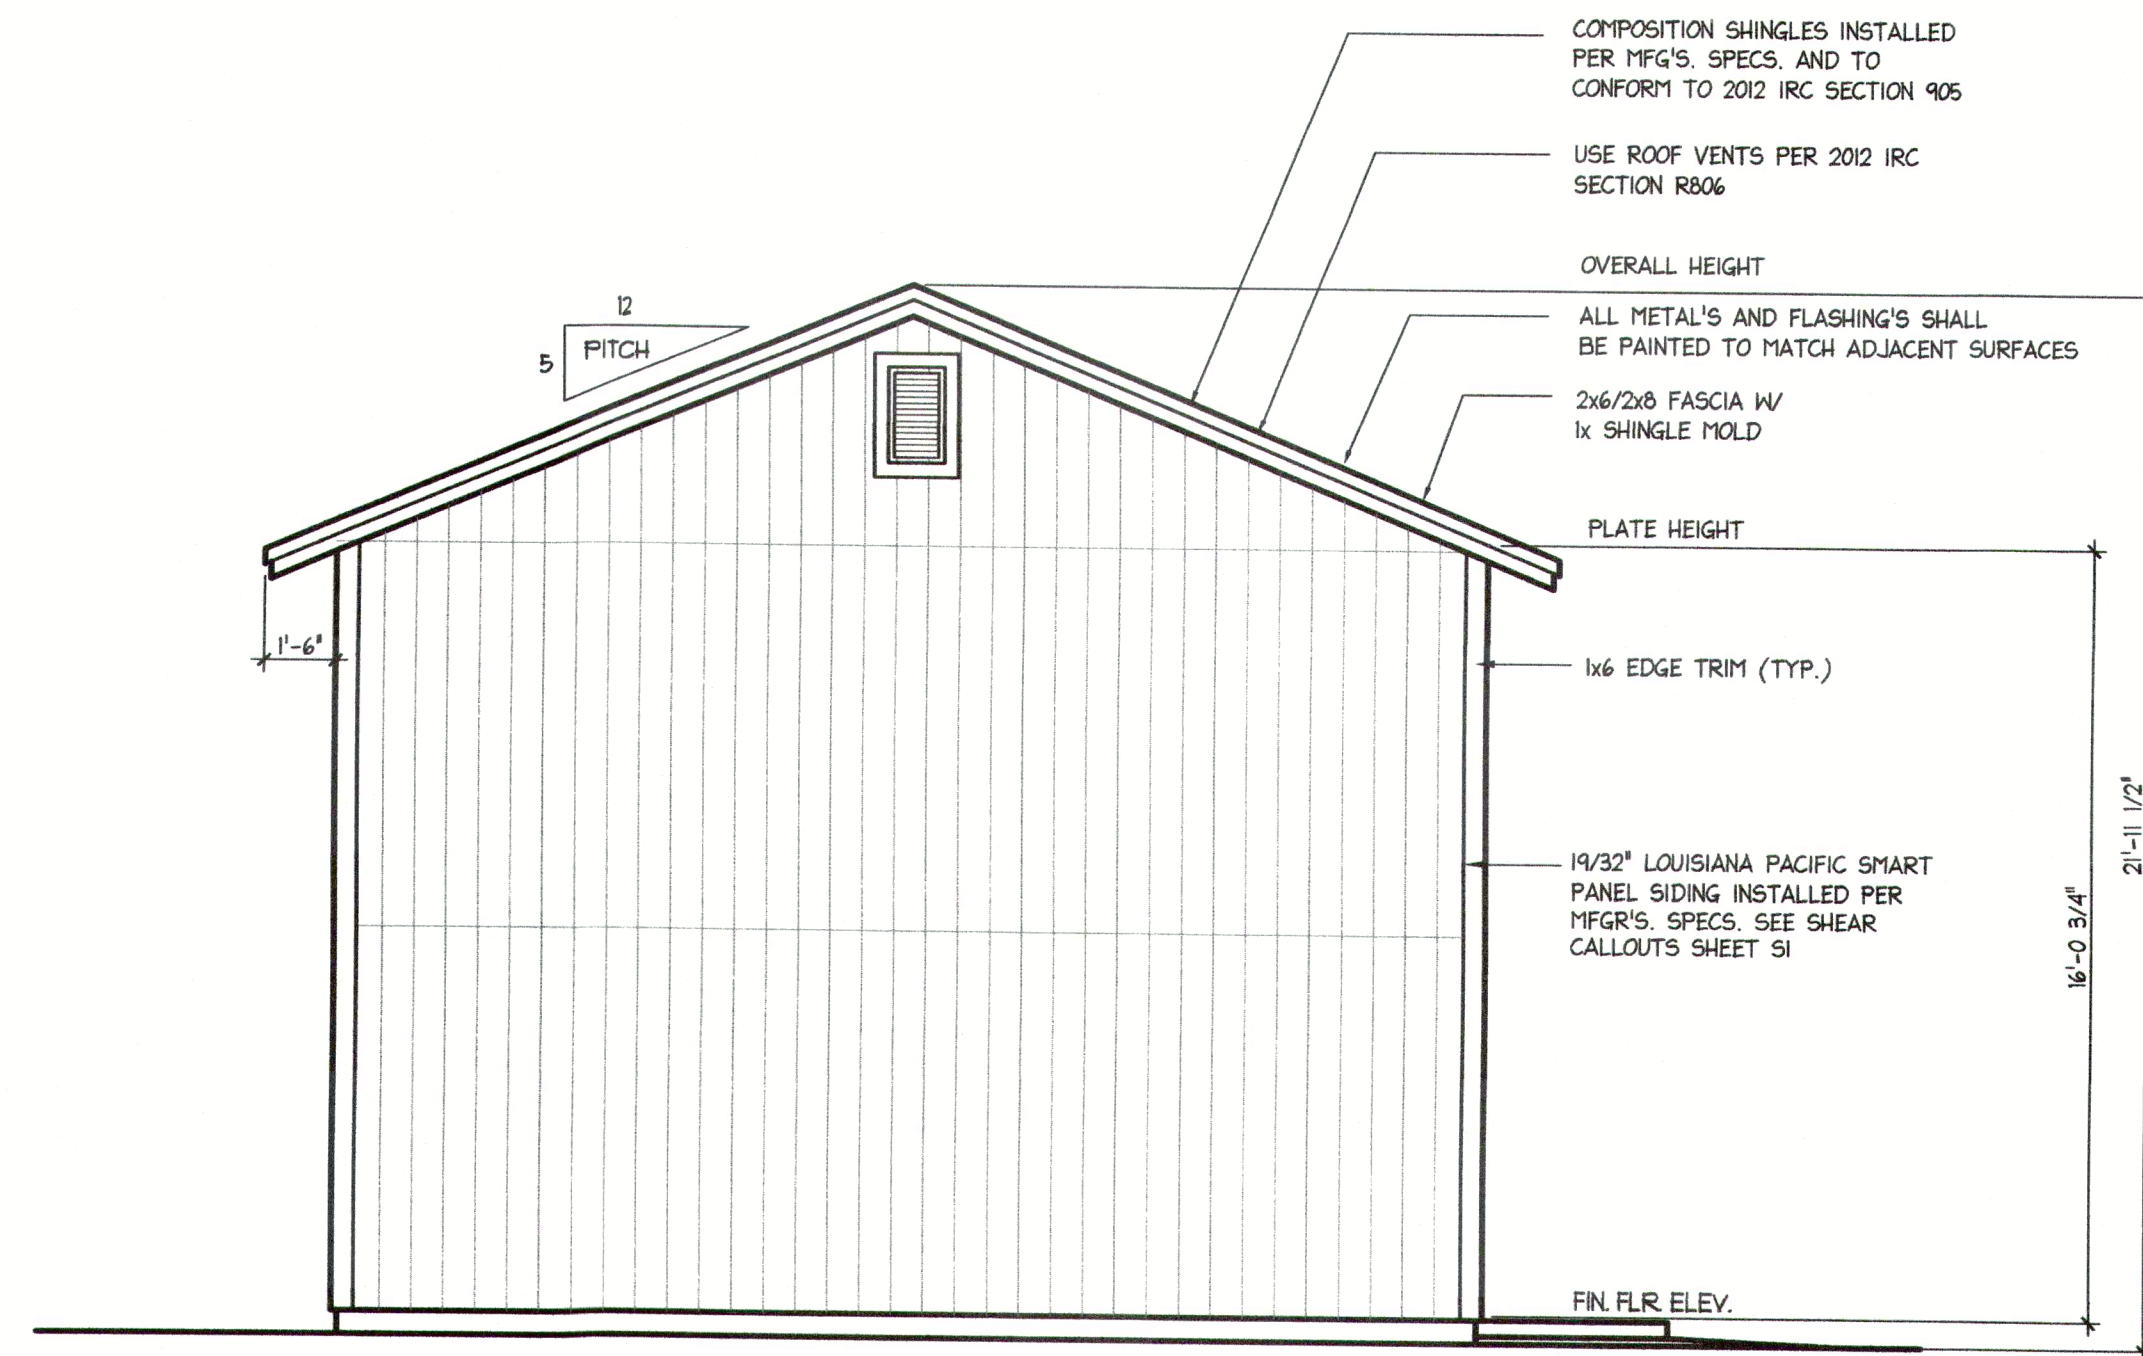 COMPOSITION SHINGLES INSTALLED
PER MFG'S. SPECS. AND TO
CONFORM TO 2012 IRC SECTION 905
USE ROOF VENTS PER 2012 IRC
SECTION R806
OVERALL HEIGHT
12
5
PITCH
ALL METAL'S AND FLASHING'S SHALL
BE PAINTED TO MATCH ADJACENT SURFACES
2x6/2x8 FASCIA W/
1x SHINGLE MOLD
PLATE HEIGHT
1'-6"
1x6 EDGE TRIM (TYP.)
21'-11 1/2"
16'-0 3/4"
19/32" LOUISIANA PACIFIC SMART
PANEL SIDING INSTALLED PER
MFGR'S. SPECS. SEE SHEAR
CALLOUTS SHEET S1
FIN. FLR. ELEV.